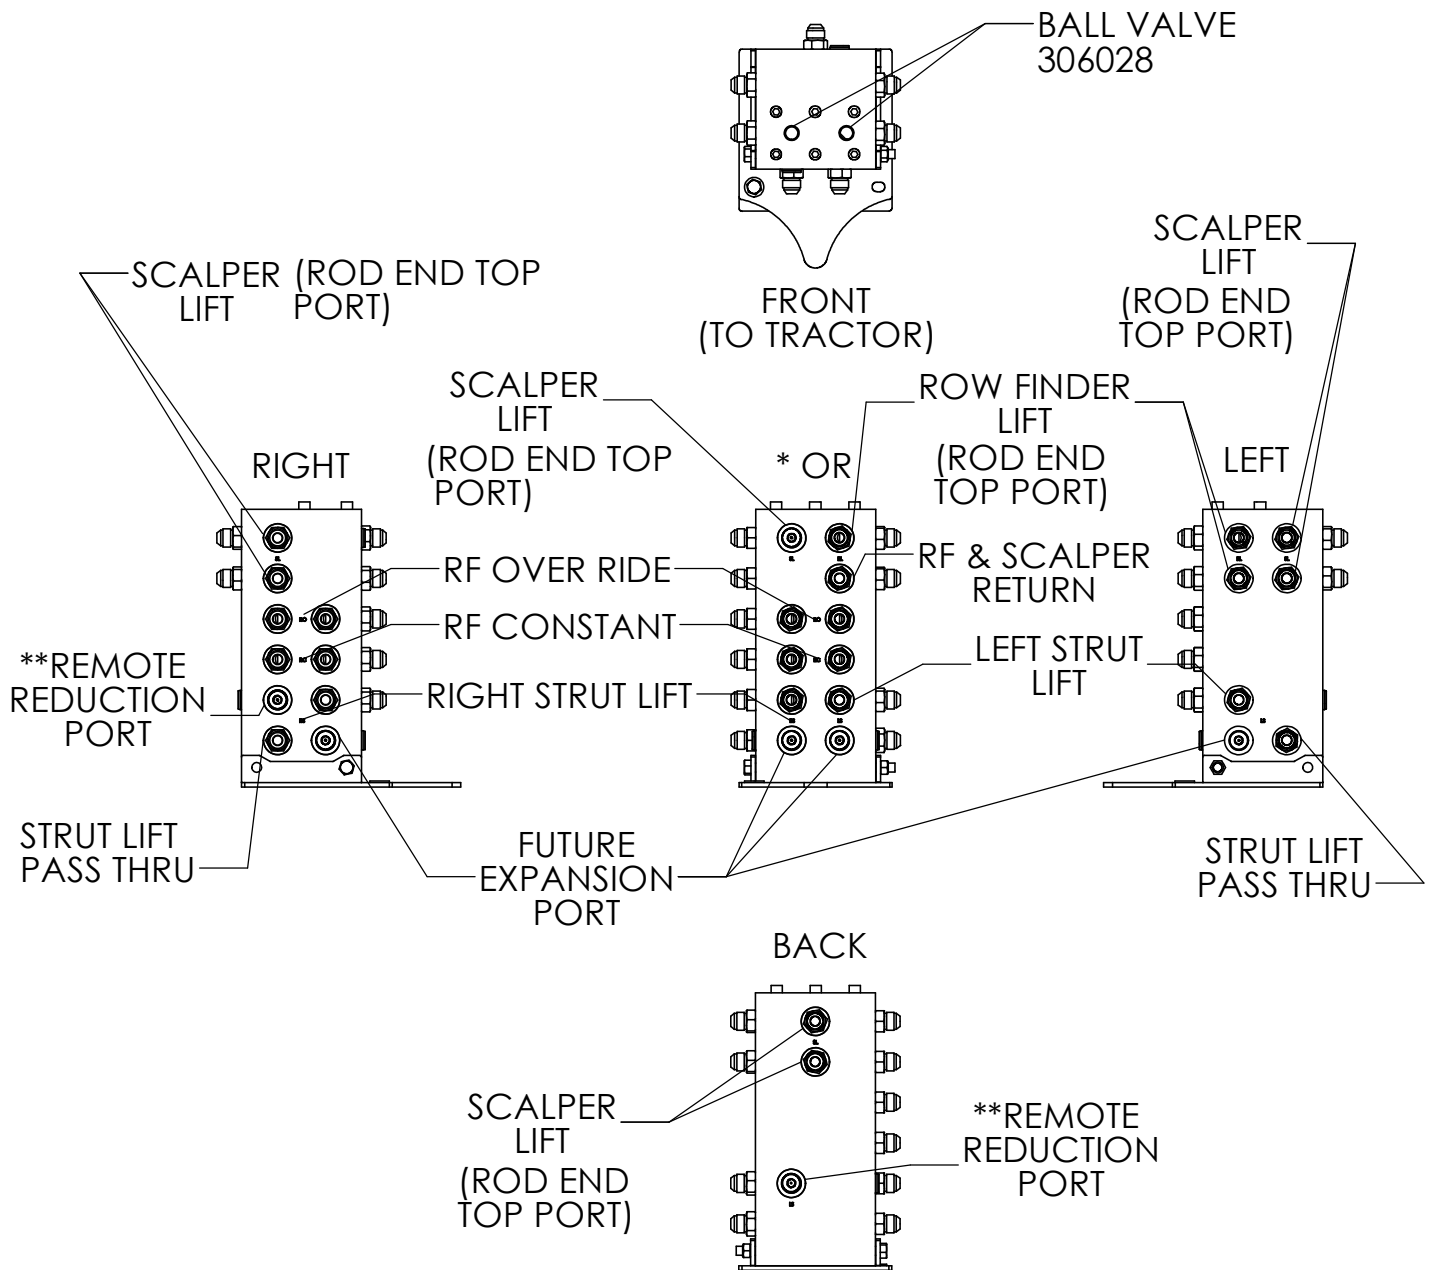 BALL VALVE
306028
FRONT
(TO TRACTOR)
SCALPER (ROD END TOP
LIFT PORT)
SCALPER
LIFT
(ROD END
TOP PORT)
SCALPER
LIFT
(ROD END TOP
PORT)
* OR
ROW FINDER
LIFT
(ROD END
TOP PORT)
RIGHT
LEFT
RF OVER RIDE
RF & SCALPER
RETURN
RF CONSTANT
**REMOTE
REDUCTION
PORT
RIGHT STRUT LIFT
LEFT STRUT
LIFT
STRUT LIFT
PASS THRU
FUTURE
EXPANSION
PORT
STRUT LIFT
PASS THRU
BACK
SCALPER
LIFT
(ROD END
TOP PORT)
**REMOTE
REDUCTION
PORT